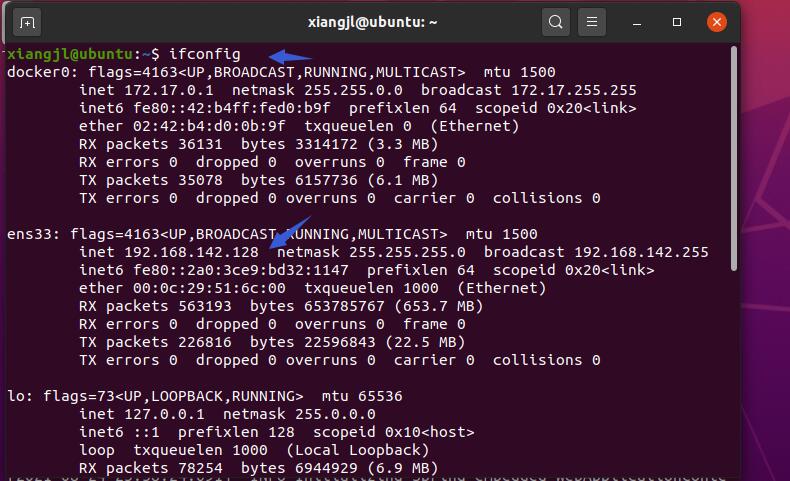 xiangjl@ubuntu: ~
xiangjl@ubuntu:~$ ifconfig
docker0: flags=4163<UP,BROADCAST,RUNNING,MULTICAST>  mtu 1500
        inet 172.17.0.1  netmask 255.255.0.0  broadcast 172.17.255.255
        inet6 fe80::42:b4ff:fed0:b9f  prefixlen 64  scopeid 0x20<link>
        ether 02:42:b4:d0:0b:9f  txqueuelen 0  (Ethernet)
        RX packets 36131  bytes 3314172 (3.3 MB)
        RX errors 0  dropped 0  overruns 0  frame 0
        TX packets 35078  bytes 6157736 (6.1 MB)
        TX errors 0  dropped 0 overruns 0  carrier 0  collisions 0
ens33: flags=4163<UP,BROADCAST,RUNNING,MULTICAST>  mtu 1500
        inet 192.168.142.128  netmask 255.255.255.0  broadcast 192.168.142.255
        inet6 fe80::2a0:3ce9:bd32:1147  prefixlen 64  scopeid 0x20<link>
        ether 00:0c:29:51:6c:00  txqueuelen 1000  (Ethernet)
        RX packets 563193  bytes 653785767 (653.7 MB)
        RX errors 0  dropped 0  overruns 0  frame 0
        TX packets 226816  bytes 22596843 (22.5 MB)
        TX errors 0  dropped 0 overruns 0  carrier 0  collisions 0
lo: flags=73<UP,LOOPBACK,RUNNING>  mtu 65536
        inet 127.0.0.1  netmask 255.0.0.0
        inet6 ::1  prefixlen 128  scopeid 0x10<host>
        loop  txqueuelen 1000  (Local Loopback)
        RX packets 78254  bytes 6944929 (6.9 MB)